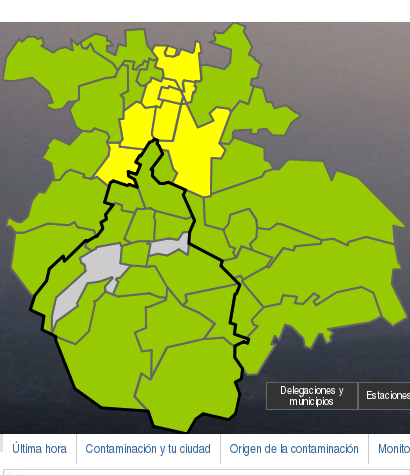 Delegaciones y
municipios
Estaciones
Última hora
Contaminación y tu ciudad
Origen de la contaminación
Monito